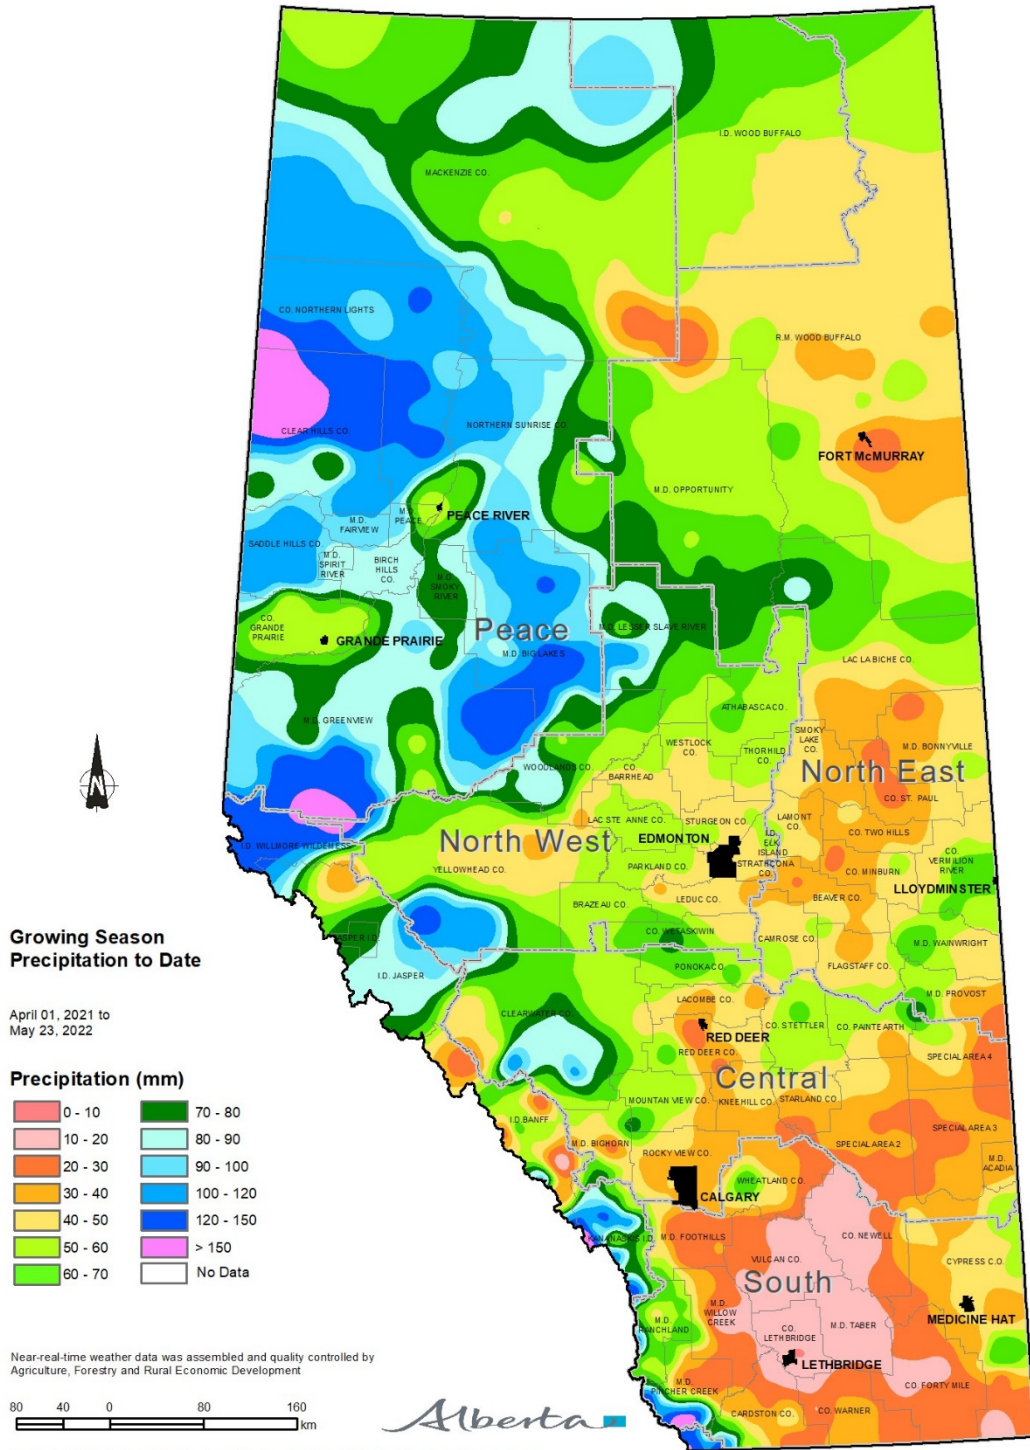 MACKENZIE CO.
I.D. WOOD BUFFALO
CO. NORTHERN LIGHTS
R.M. WOOD BUFFALO
CLEAR HILLS CO.
NORTHERN SUNRISE CO.
FORT McMURRAY
M.D. OPPORTUNITY
M.D.
PEACE
PEACE RIVER
M.D.
FAIRVIEW
SADDLE HILLS CO.
M.D.
SPIRIT
RIVER
BIRCH
HILLS
CO.
M.D.
SMOKY
RIVER
CO.
GRANDE
PRAIRIE
GRANDE PRAIRIE
Peace
M.D. LESSER SLAVE RIVER
M.D. BIG LAKES
LAC LA BICHE CO.
M.D. GREENVIEW
ATHABASCA CO.
WOODLANDS CO.
WESTLOCK
CO.
CO.
BARRHEAD
THORHILD
CO.
SMOKY
LAKE
CO.
M.D. BONNYVILLE
North East
CO. ST. PAUL
N
LAC STE ANNE CO.
STURGEON CO.
LAMONT
CO.
CO. TWO HILLS
I.D. WILLMORE WILDERNESS
North West
EDMONTON
I.D.
ELK
ISLAND
YELLOWHEAD CO.
PARKLAND CO.
STRATHCONA
CO.
CO. MINBURN
CO.
VERMILION
RIVER
LLOYDMINSTER
BRAZEAU CO.
LEDUC CO.
BEAVER CO.
JASPER I.D.
I.D. JASPER
CO. WETASKIWIN
CAMROSE CO.
M.D. WAINWRIGHT
PONOKA CO.
FLAGSTAFF CO.
CLEARWATER CO.
LACOMBE CO.
M.D. PROVOST
RED DEER
RED DEER CO.
CO. STETTLER
CO. PAINTEARTH
SPECIAL AREA 4
Central
MOUNTAIN VIEW CO.
KNEEHILL CO.
STARLAND CO.
I.D. BANFF
M.D. BIGHORN
ROCKY VIEW CO.
SPECIAL AREA 2
SPECIAL AREA 3
M.D.
ACADIA
CALGARY
WHEATLAND CO.
KANANASKIS I.D.
M.D. FOOTHILLS
VULCAN CO.
CO. NEWELL
CYPRESS C.O.
South
M.D.
RANCHLAND
M.D.
WILLOW
CREEK
CO.
LETHBRIDGE
M.D. TABER
MEDICINE HAT
LETHBRIDGE
M.D.
PINCHER CREEK
CO. FORTY MILE
CARDSTON CO.
CO. WARNER
Growing Season
Precipitation to Date
April 01, 2021 to
May 23, 2022
Precipitation (mm)
0 - 10
10 - 20
20 - 30
30 - 40
40 - 50
50 - 60
60 - 70
70 - 80
80 - 90
90 - 100
100 - 120
120 - 150
> 150
No Data
Near-real-time weather data was assembled and quality controlled by
Agriculture, Forestry and Rural Economic Development
80 40 0 80 160
km
Alberta